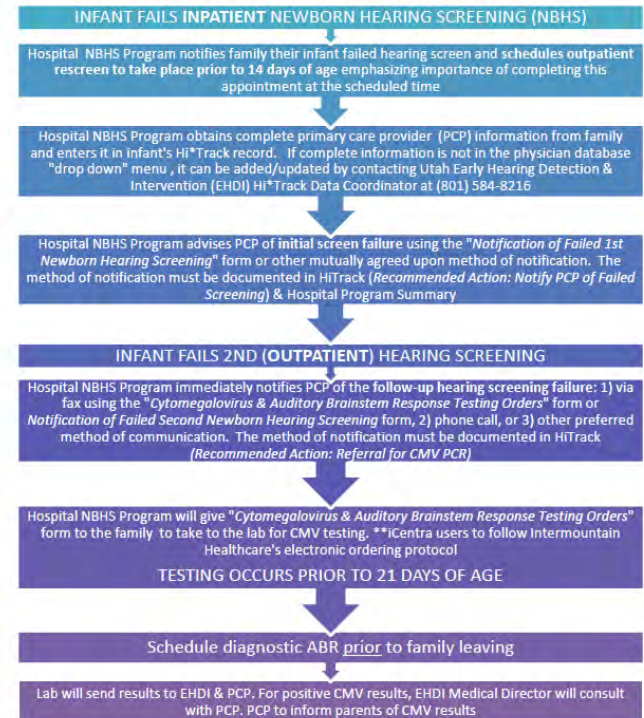 INFANT FAILS INPATIENT NEWBORN HEARING SCREENING (NBHS)
Hospital NBHS Program notifies family their infant failed hearing screen and schedules outpatient
rescreen to take place prior to 14 days of age emphasizing importance of completing this
appointment at the scheduled time
Hospital NBHS Program obtains complete primary care provider (PCP) information from family
and enters it in infant's Hi*Track record. If complete information is not in the physician database
"drop down" menu , it can be added/updated by contacting Utah Early Hearing Detection &
Intervention (EHDI) Hi*Track Data Coordinator at (801) 584-8216
Hospital NBHS Program advises PCP of initial screen failure using the "Notification of Failed 1st
Newborn Hearing Screening" form or other mutually agreed upon method of notification. The
method of notification must be documented in HiTrack (Recommended Action: Notify PCP of Failed
Screening) & Hospital Program Summary
INFANT FAILS 2ND (OUTPATIENT) HEARING SCREENING
Hospital NBHS Program immediately notifies PCP of the follow-up hearing screening failure: 1) via
fax using the "Cytomegalovirus & Auditory Brainstem Response Testing Orders" form or
Notification of Failed Second Newborn Hearing Screening form, 2) phone call, or 3) other preferred
method of communication. The method of notification must be documented in HiTrack
(Recommended Action: Referral for CMV PCR)
Hospital NBHS Program will give "Cytomegalovirus & Auditory Brainstem Response Testing Orders"
form to the family to take to the lab for CMV testing. **iCentra users to follow Intermountain
Healthcare's electronic ordering protocol
TESTING OCCURS PRIOR TO 21 DAYS OF AGE
Schedule diagnostic ABR prior to family leaving
Lab will send results to EHDI & PCP. For positive CMV results, EHDI Medical Director will consult
with PCP. PCP to inform parents of CMV results